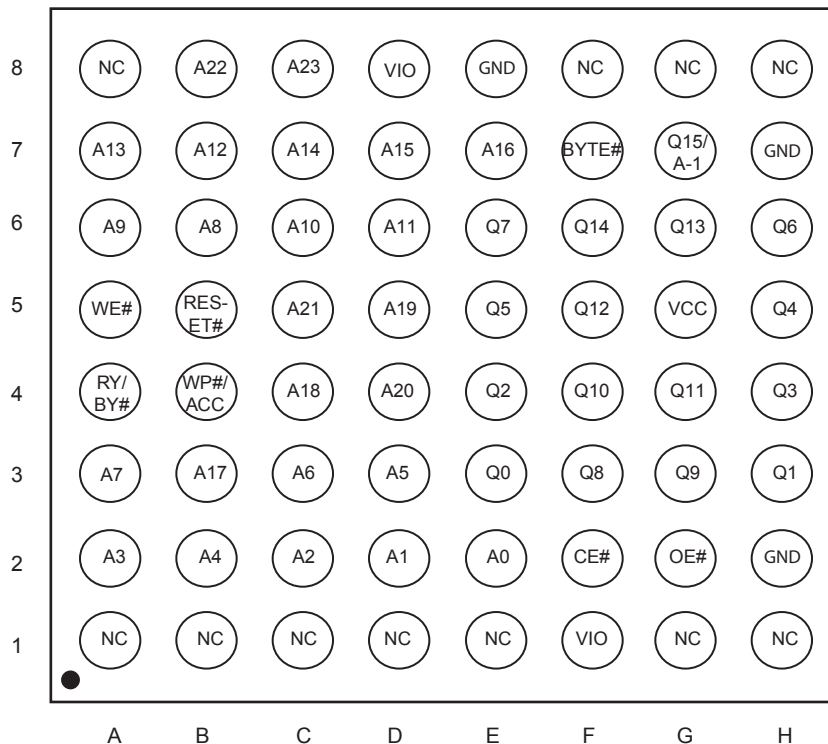 8 NC A22 A23 VIO GND NC NC NC
7 A13 A12 A14 A15 A16 BYTE# Q15/
A-1 GND
6 A9 A8 A10 A11 Q7 Q14 Q13 Q6
5 WE# RES-
ET# A21 A19 Q5 Q12 VCC Q4
4 RY/
BY# WP#/
ACC A18 A20 Q2 Q10 Q11 Q3
3 A7 A17 A6 A5 Q0 Q8 Q9 Q1
2 A3 A4 A2 A1 A0 CE# OE# GND
1 NC NC NC NC NC VIO NC NC
A B C D E F G H